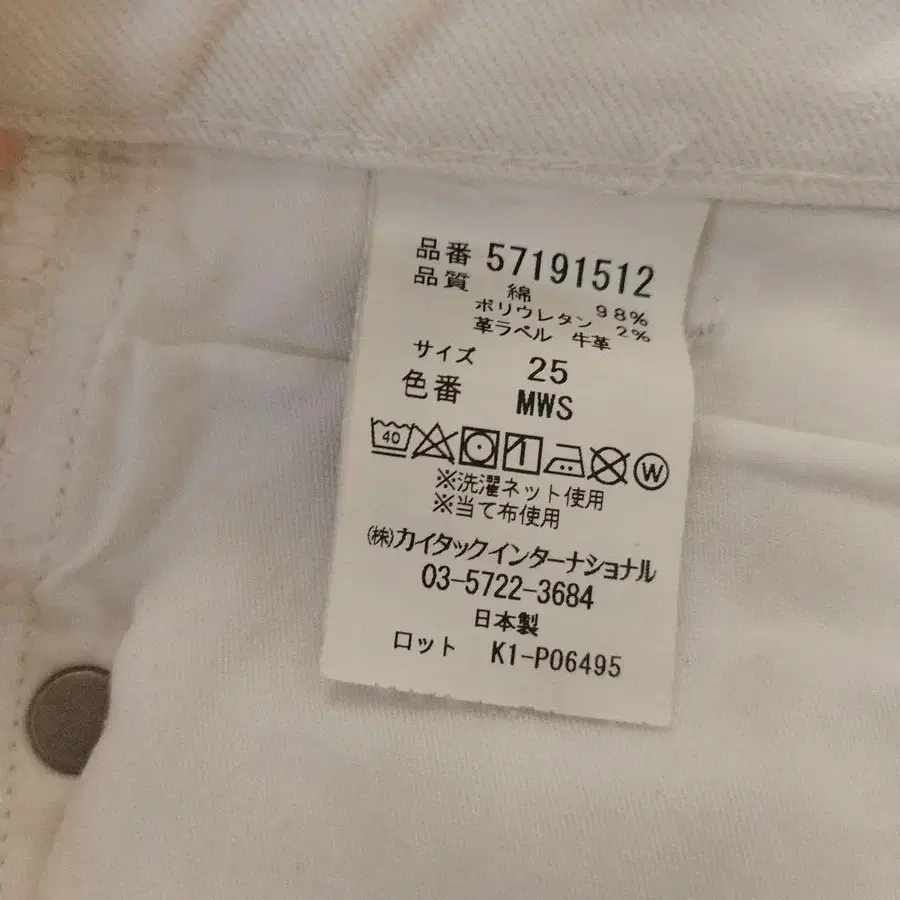 品番 57191512
品質 綿 98%
ポリウレタン 2%
革ラベル 牛革
サイズ 25
色番 MWS
40 W
※洗濯ネット使用
※当て布使用
(株)カイタックインターナショナル
03-5722-3684
日本製
ロット K1-P06495